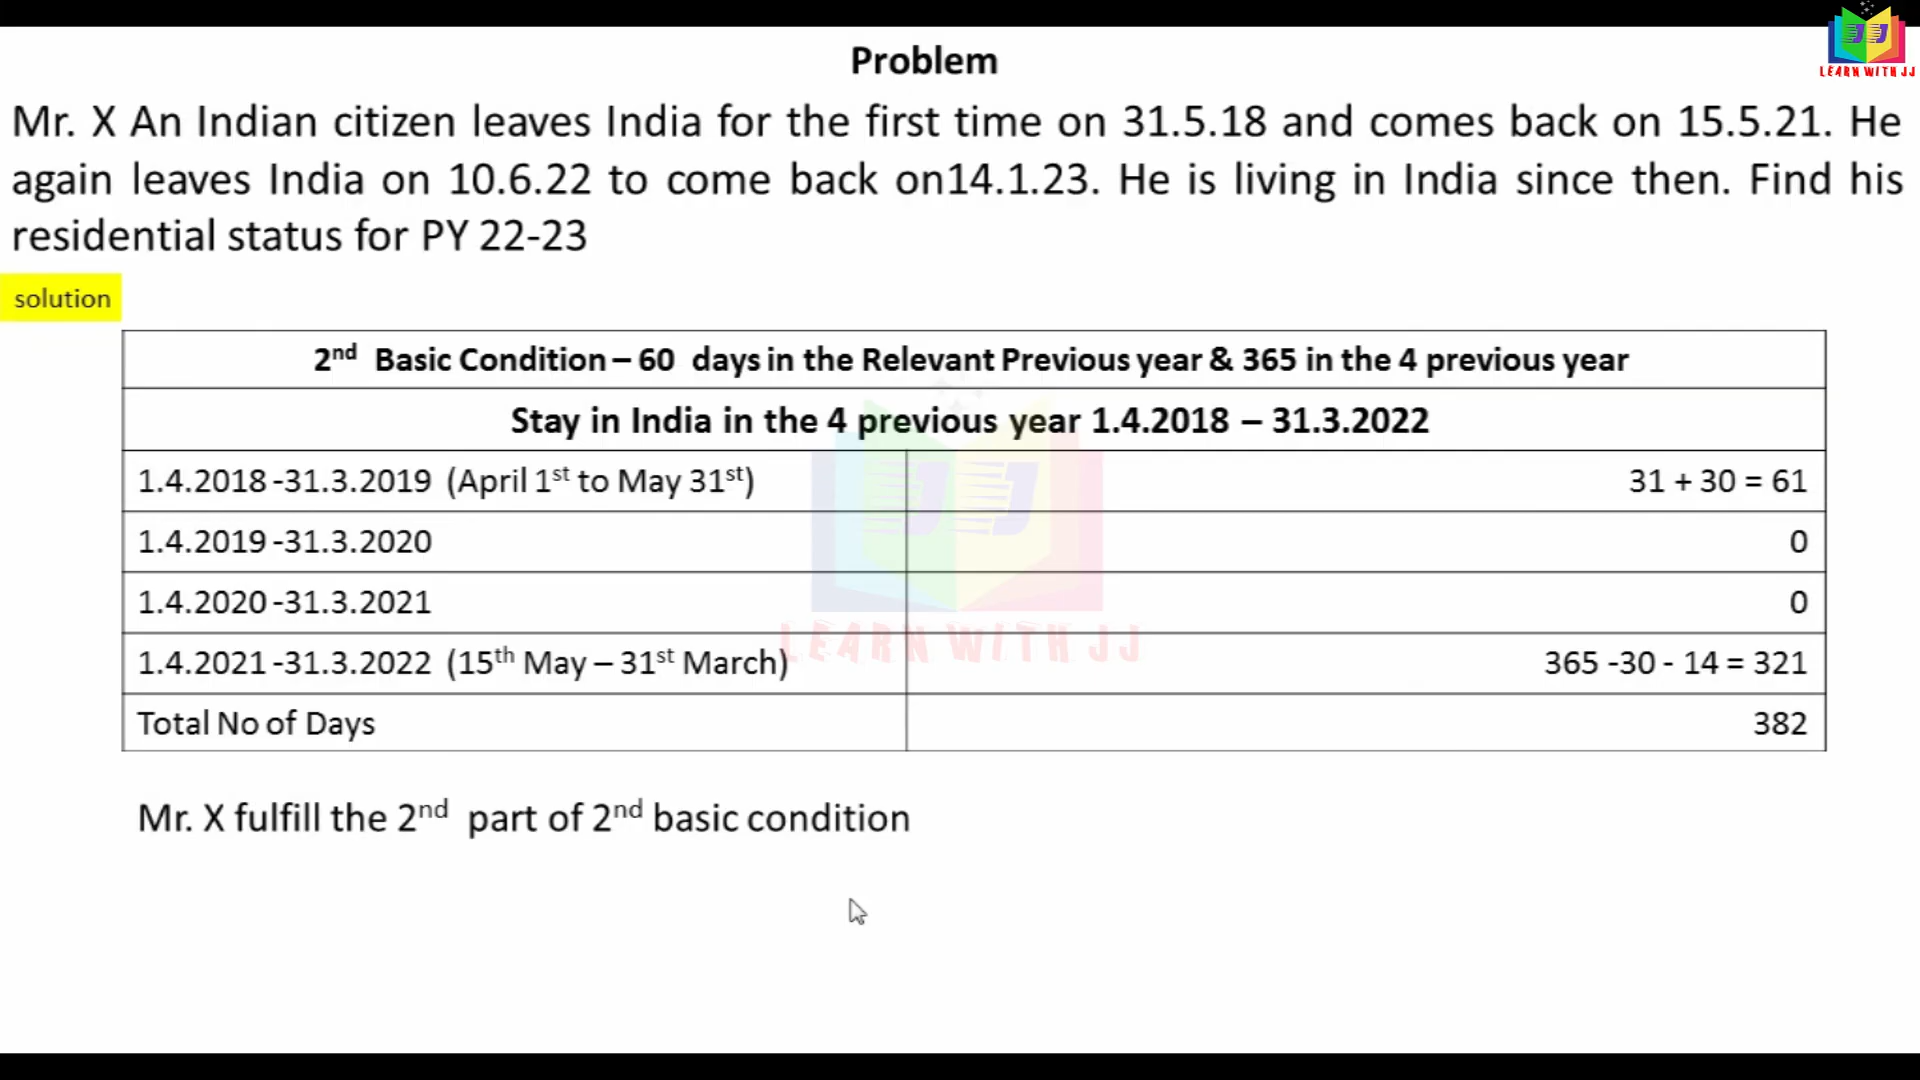 LEARN WITH JJ
Problem
Mr. X An Indian citizen leaves India for the first time on 31.5.18 and comes back on 15.5.21. He
again leaves India on 10.6.22 to come back on14.1.23. He is living in India since then. Find his
residential status for PY 22-23
solution
2nd Basic Condition – 60 days in the Relevant Previous year & 365 in the 4 previous year
Stay in India in the 4 previous year 1.4.2018 – 31.3.2022
1.4.2018 -31.3.2019 (April 1st to May 31st) 31 + 30 = 61
1.4.2019 -31.3.2020 0
1.4.2020 -31.3.2021 0
1.4.2021 -31.3.2022 (15th May – 31st March) 365 -30 - 14 = 321
Total No of Days 382
LEARN WITH JJ
Mr. X fulfill the 2nd part of 2nd basic condition